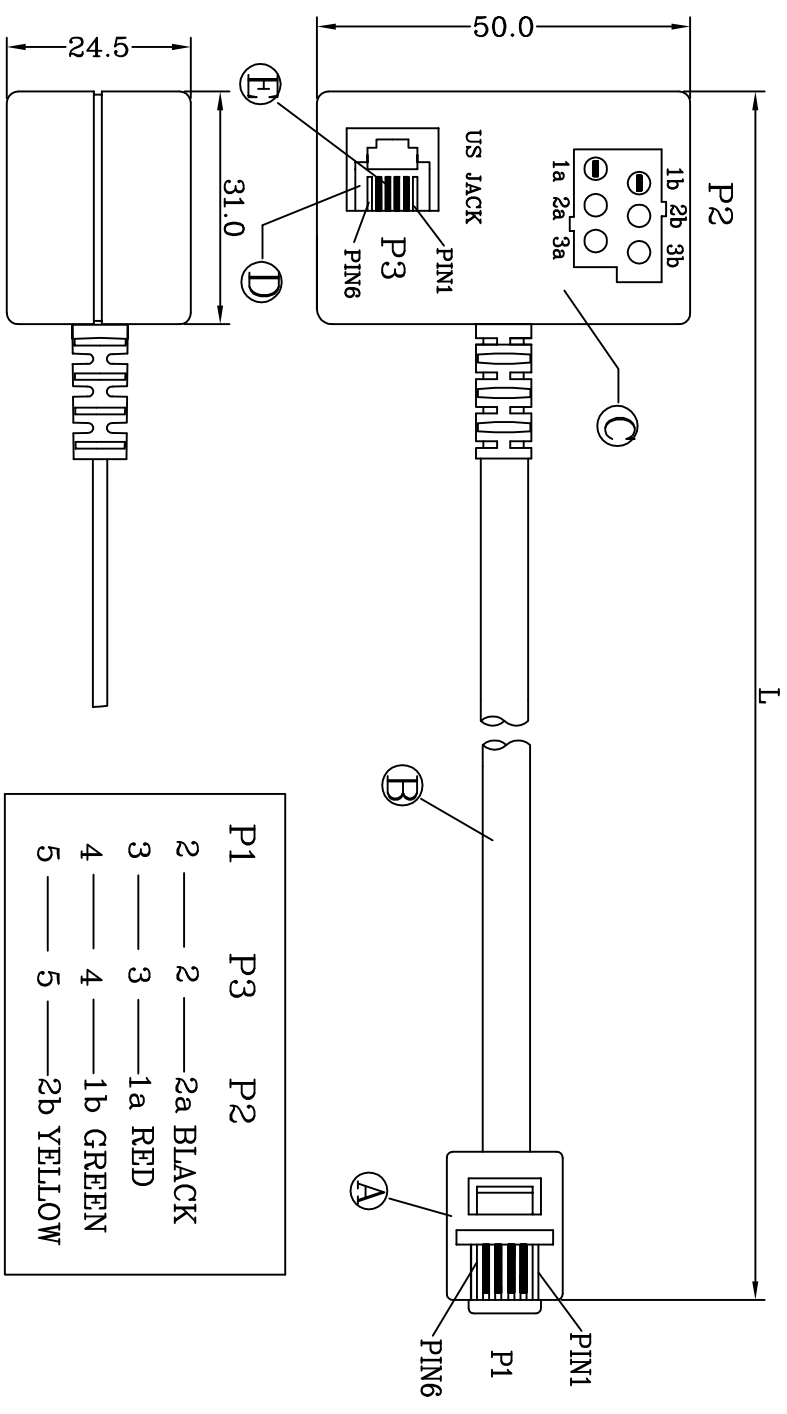 L
P2
1b 2b 3b
1a 2a 3a
US JACK
PIN1
P3
PIN6
50.0
C
E
D
B
A
PIN1
P1
PIN6
31.0
24.5
P1 P3 P2
2 2 2a BLACK
3 3 1a RED
4 4 1b GREEN
5 5 2b YELLOW